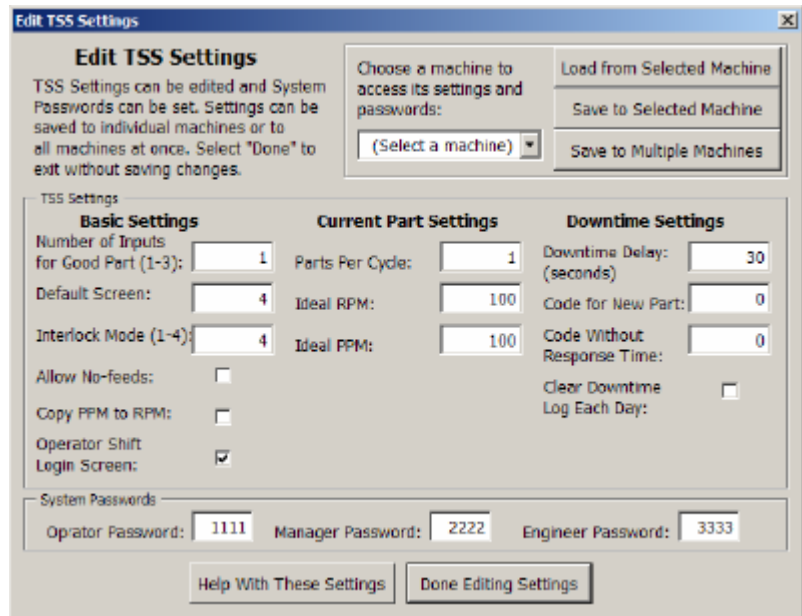 Edit TSS Settings
Edit TSS Settings
TSS Settings can be edited and System
Passwords can be set. Settings can be
saved to individual machines or to
all machines at once. Select "Done" to
exit without saving changes.
Choose a machine to
access its settings and
passwords:
(Select a machine)
Load from Selected Machine
Save to Selected Machine
Save to Multiple Machines
TSS Settings
Basic Settings
Number of Inputs
for Good Part (1-3): 1
Default Screen: 4
Interlock Mode (1-4): 4
Allow No-feeds:
Copy PPM to RPM:
Operator Shift
Login Screen:
Current Part Settings
Parts Per Cycle: 1
Ideal RPM: 100
Ideal PPM: 100
Downtime Settings
Downtime Delay: 30
(seconds)
Code for New Part: 0
Code Without
Response Time: 0
Clear Downtime
Log Each Day:
System Passwords
Oprator Password: 1111 Manager Password: 2222 Engineer Password: 3333
Help With These Settings Done Editing Settings